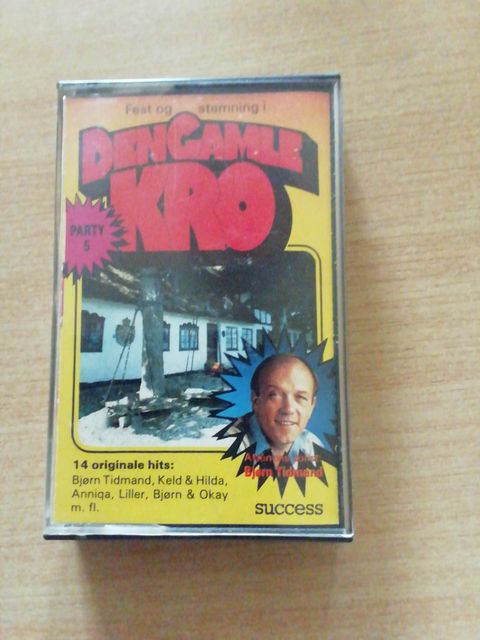 Fest og stemning i
DEN GAMLE
KRO
PARTY
5
Bjørn Tidmand
14 originale hits:
Bjørn Tidmand, Keld & Hilda,
Anniqa, Liller, Bjørn & Okay
m. fl.
success